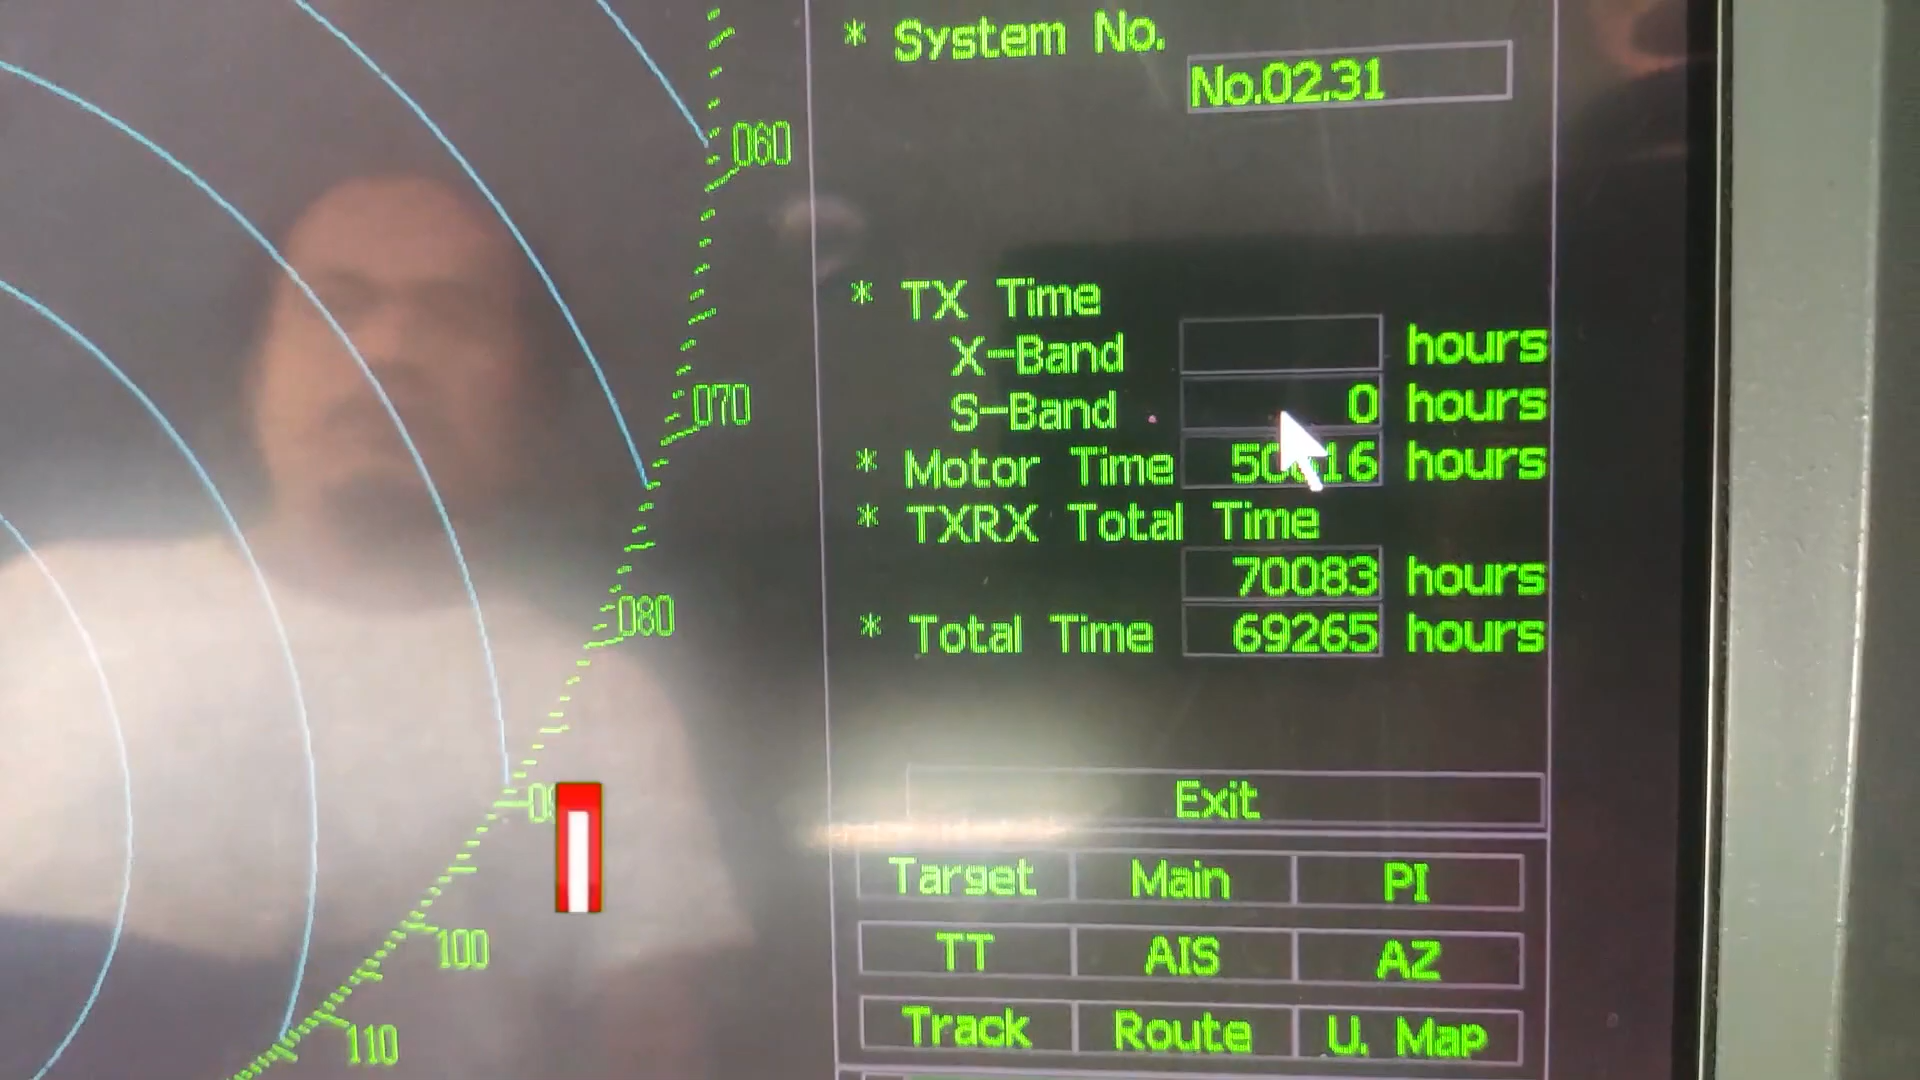 * System No.
No.02.31
060
* TX Time
X-Band hours
S-Band 0 hours
070
* Motor Time hours
* TXRX Total Time
70083 hours
080
* Total Time 69265 hours
Exit
Target Main PI
100
TT AIS AZ
110
Track Route U. Map